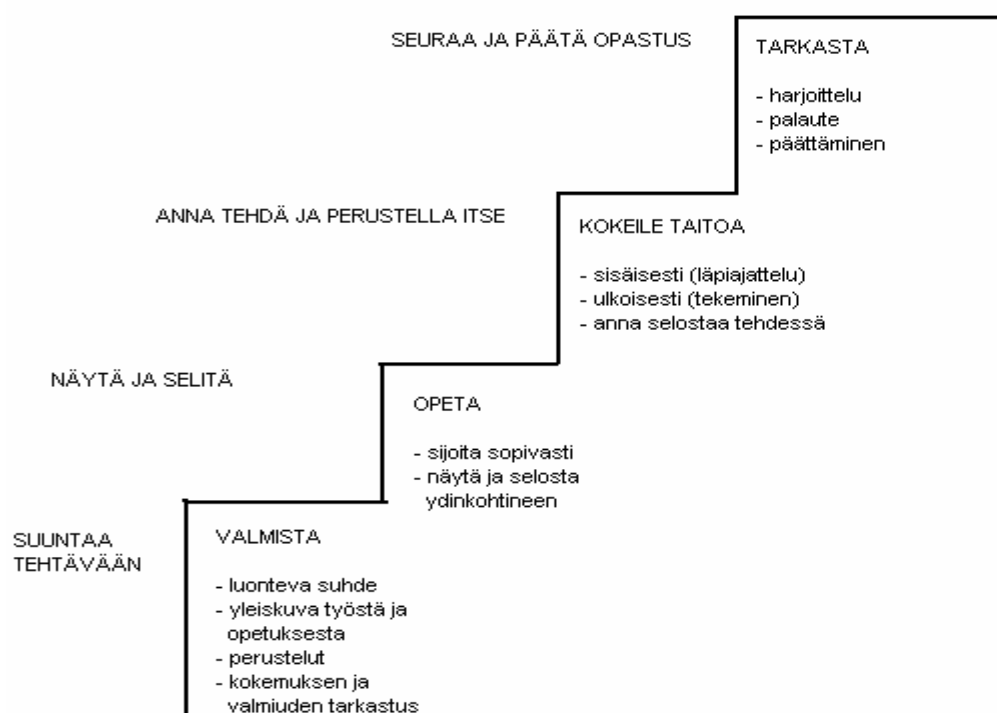 SEURAA JA PÄÄTÄ OPASTUS
TARKASTA
- harjoittelu
- palaute
- päättäminen
ANNA TEHDÄ JA PERUSTELLA ITSE
KOKEILE TAITOA
- sisäisesti (läpiajattelu)
- ulkoisesti (tekeminen)
- anna selostaa tehdessä
NÄYTÄ JA SELITÄ
OPETA
- sijoita sopivasti
- näytä ja selosta
ydinkohtineen
SUUNTAA
TEHTÄVÄÄN
VALMISTA
- luonteva suhde
- yleiskuva työstä ja
opetuksesta
- perustelut
- kokemuksen ja
valmiuden tarkastus